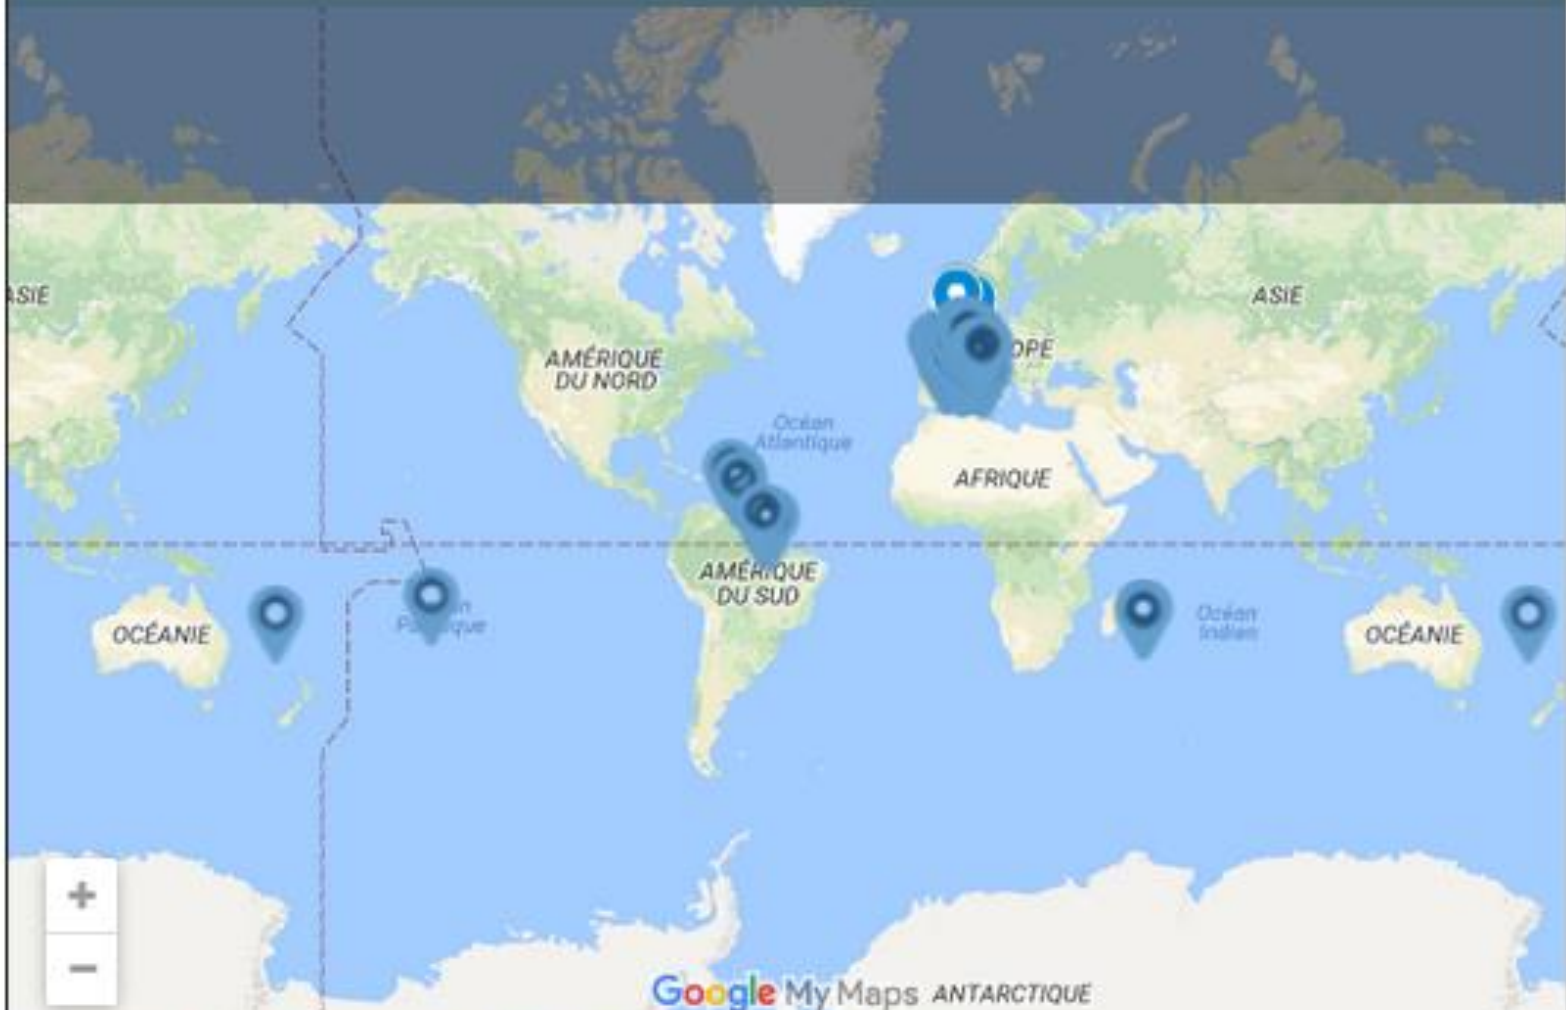 ASIE
ASIE
AMÉRIQUE
DU NORD
OPE
Océan
Atlantique
AFRIQUE
AMÉRIQUE
DU SUD
OCÉANIE
Océan
Indien
OCÉANIE
+
−
Google My Maps
ANTARCTIQUE